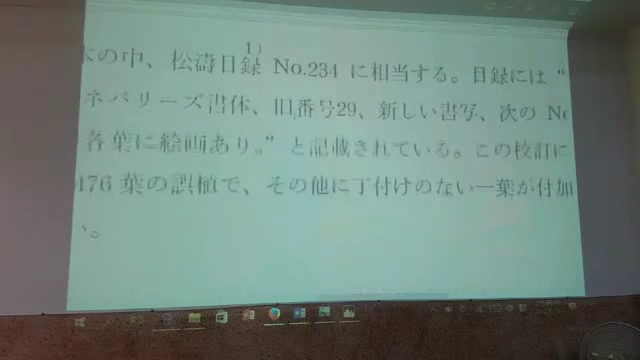 の中、松濤日録 1) No.234 に相当する。目録には "
ネパリーズ書体、旧番号29、新しい書写、次の No
各葉に絵画あり。" と記載されている。この校訂に
176 葉の誤植で、その他に丁付けのない一葉が付加
。